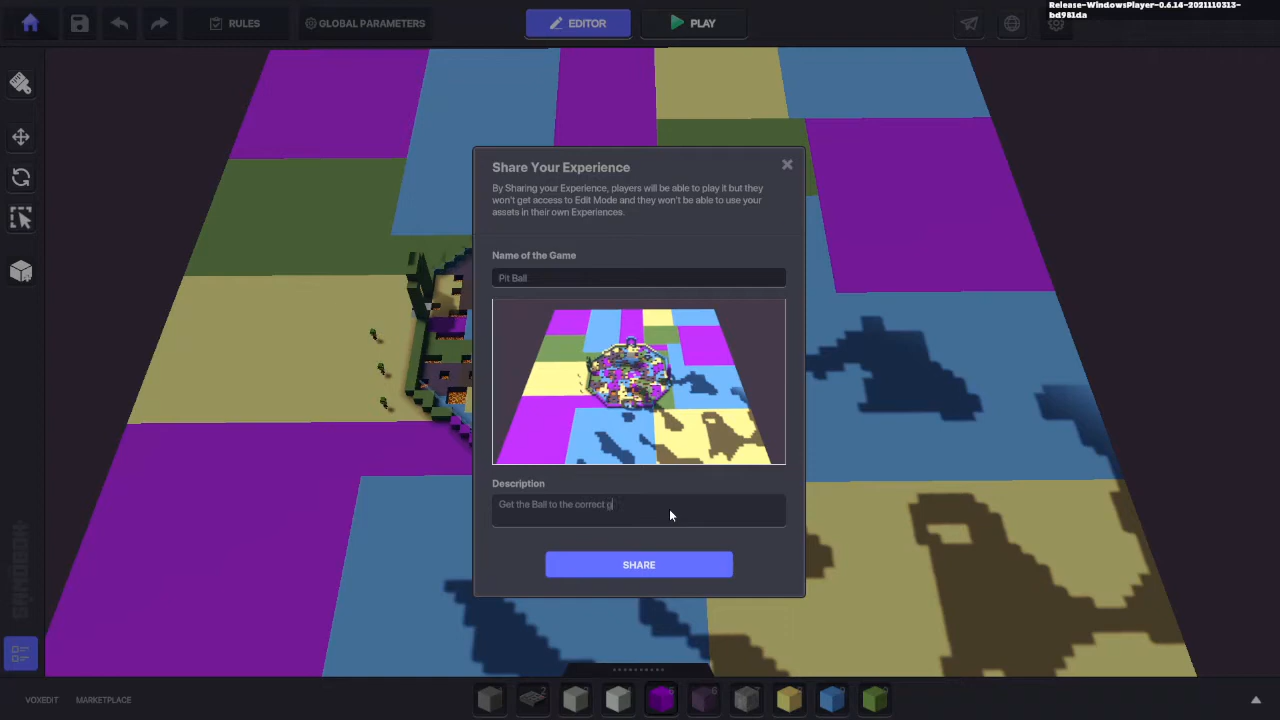 Release-WindowsPlayer-0.6.14-2021110313-
bd981da
RULES
GLOBAL PARAMETERS
EDITOR
PLAY
Share Your Experience
By Sharing your Experience, players will be able to play it but they
won't get access to Edit Mode and they won't be able to use your
assets in their own Experiences.
Name of the Game
Pit Ball
Description
Get the Ball to the correct g
SHARE
VOXEDIT
MARKETPLACE